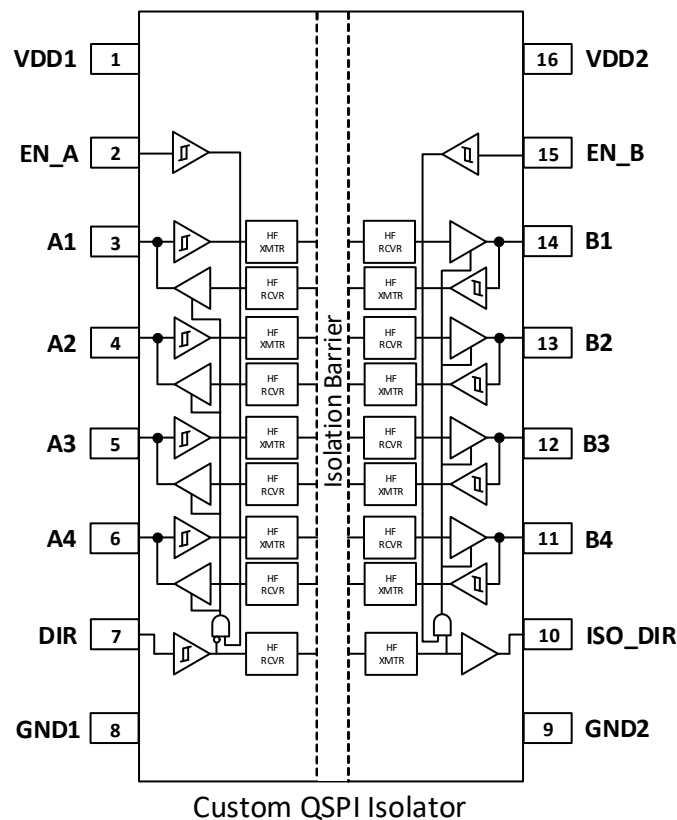 VDD1 1
16 VDD2
EN_A 2
15 EN_B
A1 3
HF
XMTR
HF
RCVR
14 B1
HF
RCVR
HF
XMTR
A2 4
HF
XMTR
HF
RCVR
13 B2
HF
RCVR
HF
XMTR
Isolation Barrier
A3 5
HF
XMTR
HF
RCVR
12 B3
HF
RCVR
HF
XMTR
A4 6
HF
XMTR
HF
RCVR
11 B4
HF
RCVR
HF
XMTR
DIR 7
HF
RCVR
HF
XMTR
10 ISO_DIR
GND1 8
9 GND2
Custom QSPI Isolator